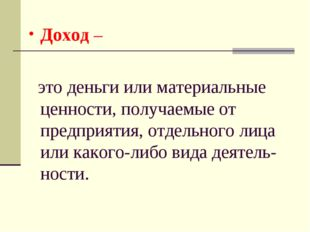 • Доход –
это деньги или материальные
ценности, получаемые от
предприятия, отдельного лица
или какого-либо вида деятель-
ности.